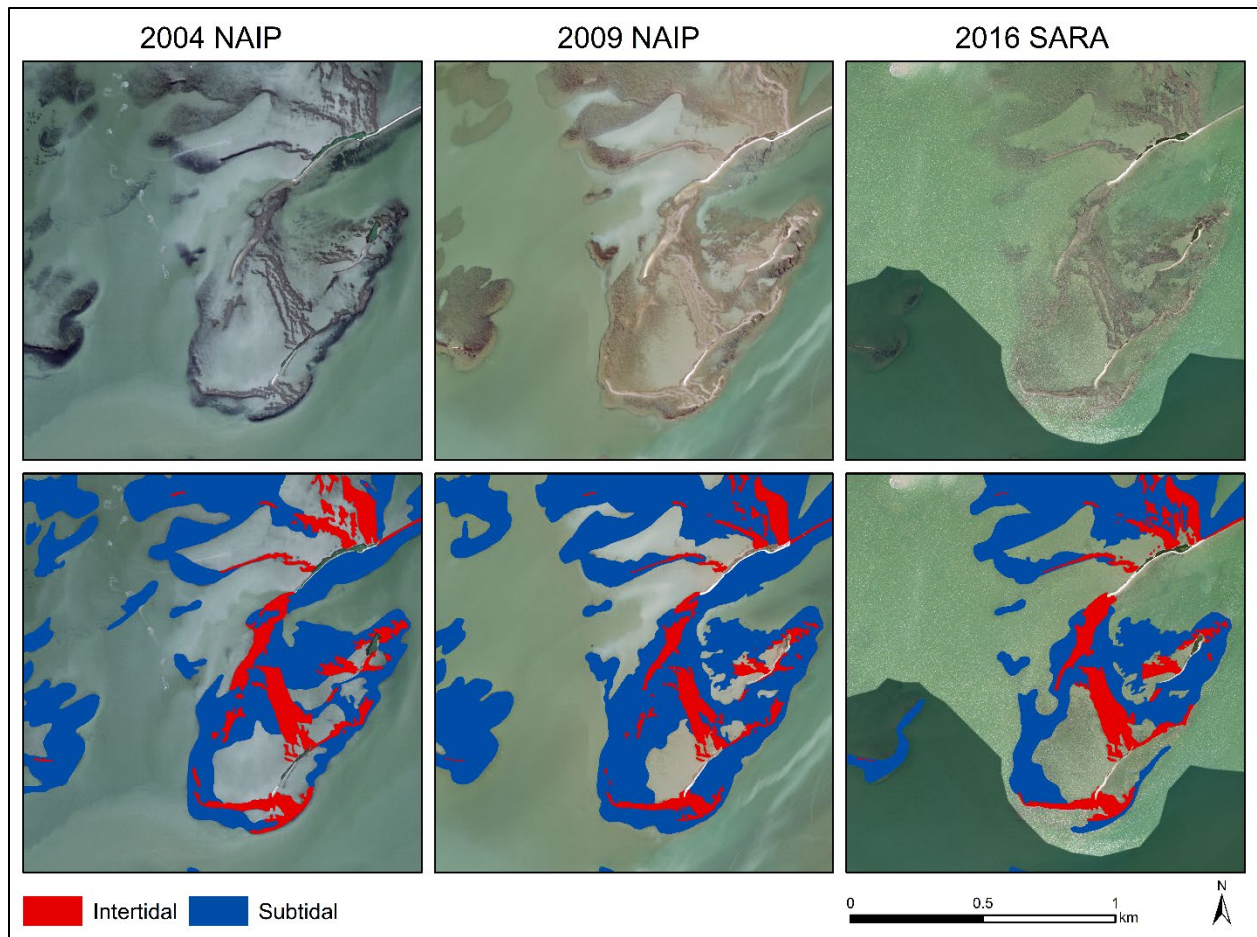 2004 NAIP
2009 NAIP
2016 SARA
Intertidal
Subtidal
0 0.5 1
km
N